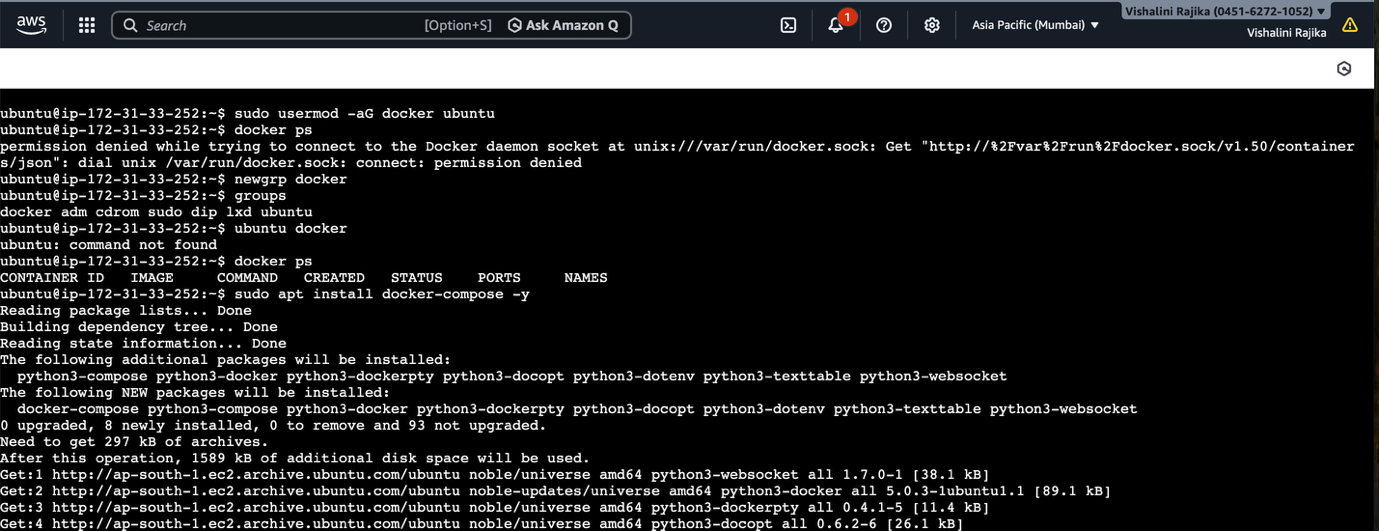 aws
Search
[Option+S]
Ask Amazon Q
1
Asia Pacific (Mumbai)
Vishalini Rajika (0451-6272-1052)
Vishalini Rajika
ubuntu@ip-172-31-33-252:~$ sudo usermod -aG docker ubuntu
ubuntu@ip-172-31-33-252:~$ docker ps
permission denied while trying to connect to the Docker daemon socket at unix:///var/run/docker.sock: Get "http://%2Fvar%2Frun%2Fdocker.sock/v1.50/container
s/json": dial unix /var/run/docker.sock: connect: permission denied
ubuntu@ip-172-31-33-252:~$ newgrp docker
ubuntu@ip-172-31-33-252:~$ groups
docker adm cdrom sudo dip lxd ubuntu
ubuntu@ip-172-31-33-252:~$ ubuntu docker
ubuntu: command not found
ubuntu@ip-172-31-33-252:~$ docker ps
CONTAINER ID   IMAGE     COMMAND   CREATED   STATUS    PORTS     NAMES
ubuntu@ip-172-31-33-252:~$ sudo apt install docker-compose -y
Reading package lists... Done
Building dependency tree... Done
Reading state information... Done
The following additional packages will be installed:
  python3-compose python3-docker python3-dockerpty python3-docopt python3-dotenv python3-texttable python3-websocket
The following NEW packages will be installed:
  docker-compose python3-compose python3-docker python3-dockerpty python3-docopt python3-dotenv python3-texttable python3-websocket
0 upgraded, 8 newly installed, 0 to remove and 93 not upgraded.
Need to get 297 kB of archives.
After this operation, 1589 kB of additional disk space will be used.
Get:1 http://ap-south-1.ec2.archive.ubuntu.com/ubuntu noble/universe amd64 python3-websocket all 1.7.0-1 [38.1 kB]
Get:2 http://ap-south-1.ec2.archive.ubuntu.com/ubuntu noble-updates/universe amd64 python3-docker all 5.0.3-1ubuntu1.1 [89.1 kB]
Get:3 http://ap-south-1.ec2.archive.ubuntu.com/ubuntu noble/universe amd64 python3-dockerpty all 0.4.1-5 [11.4 kB]
Get:4 http://ap-south-1.ec2.archive.ubuntu.com/ubuntu noble/universe amd64 python3-docopt all 0.6.2-6 [26.1 kB]